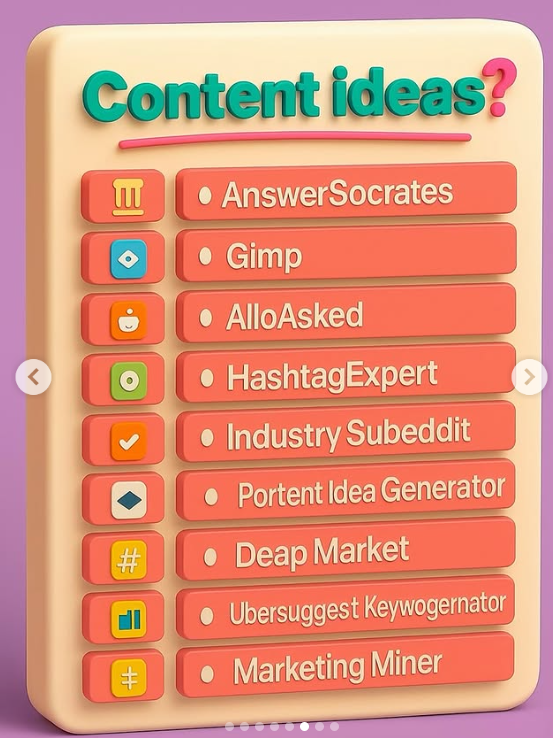 Content ideas?
AnswerSocrates
Gimp
AlloAsked
HashtagExpert
Industry Subeddit
Portent Idea Generator
# Deap Market
Ubersuggest Keywogernator
Marketing Miner